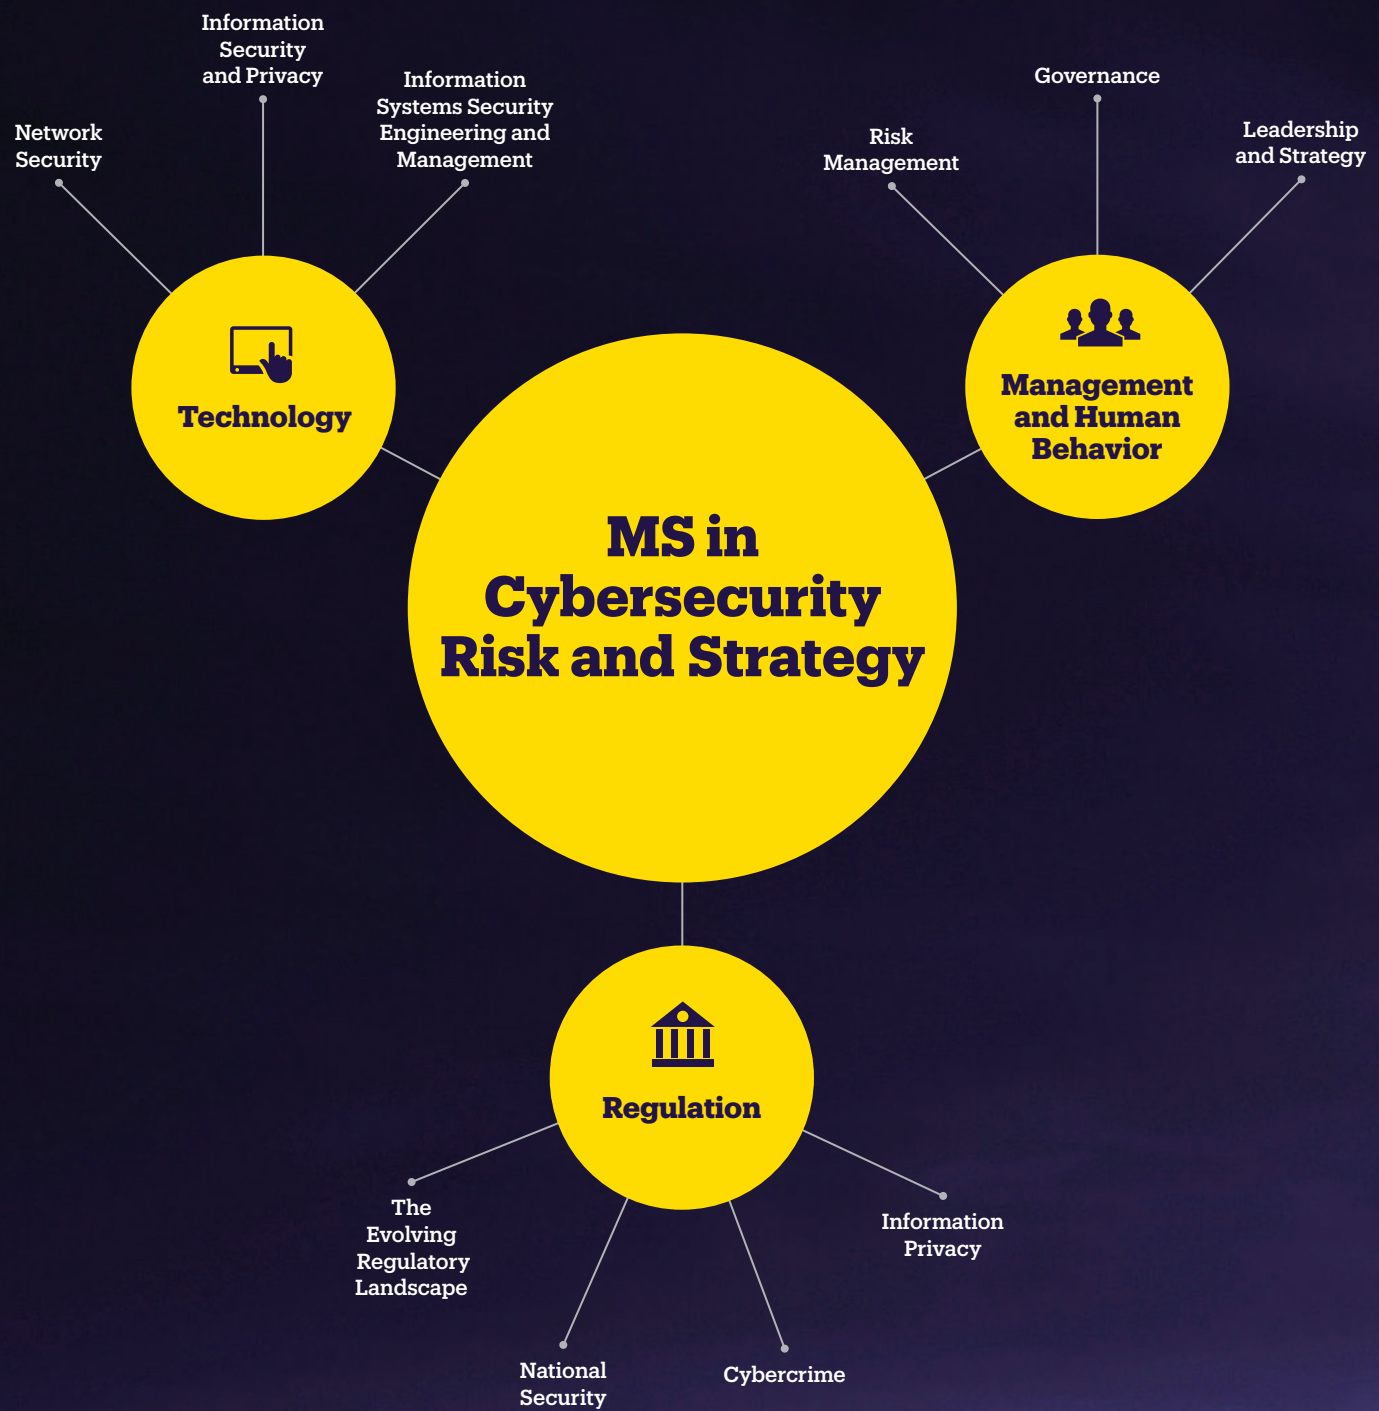 Information
Security
and Privacy
Information
Systems Security
Engineering and
Management
Network
Security
Technology
Governance
Risk
Management
Leadership
and Strategy
Management
and Human
Behavior
MS in
Cybersecurity
Risk and Strategy
Regulation
The
Evolving
Regulatory
Landscape
National
Security
Cybercrime
Information
Privacy